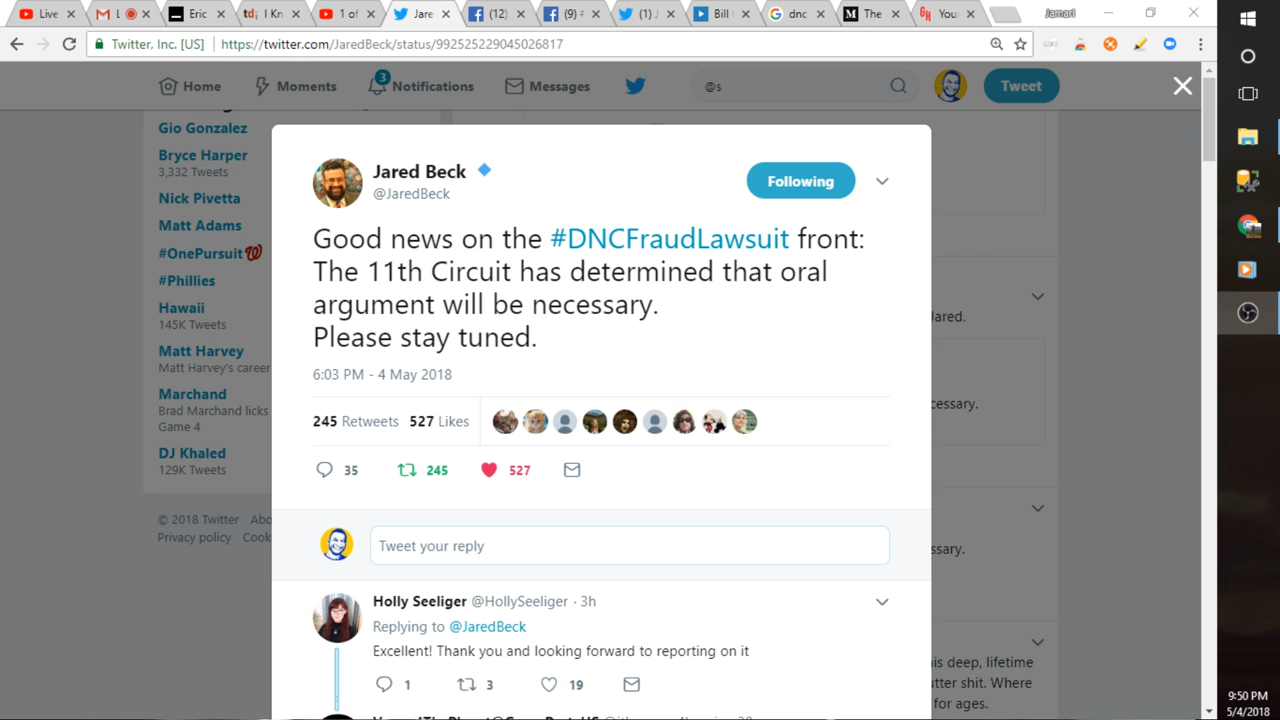 Live
L
Eric
I Kn
1 o
Jare
(12)
(9)
(1) J
Bill
dnc
The
You
Jamarl
Twitter, Inc. [US]
https://twitter.com/JaredBeck/status/992525229045026817
Home
Moments
3
Notifications
Messages
@s
Tweet
Gio Gonzalez
Bryce Harper
3,332 Tweets
Nick Pivetta
Matt Adams
#OnePursuit
#Phillies
Hawaii
145K Tweets
Matt Harvey
Matt Harvey's career
Marchand
Brad Marchand licks
Game 4
DJ Khaled
129K Tweets
© 2018 Twitter Abo
Privacy policy Cook
Jared Beck
@JaredBeck
Following
Good news on the #DNCFraudLawsuit front:
The 11th Circuit has determined that oral
argument will be necessary.
Please stay tuned.
6:03 PM - 4 May 2018
245 Retweets 527 Likes
35 245 527
Tweet your reply
Holly Seeliger @HollySeeliger · 3h
Replying to @JaredBeck
Excellent! Thank you and looking forward to reporting on it
1 3 19
Jared.
cessary.
ssary.
is deep, lifetime
tter shit. Where
for ages.
9:50 PM
5/4/2018